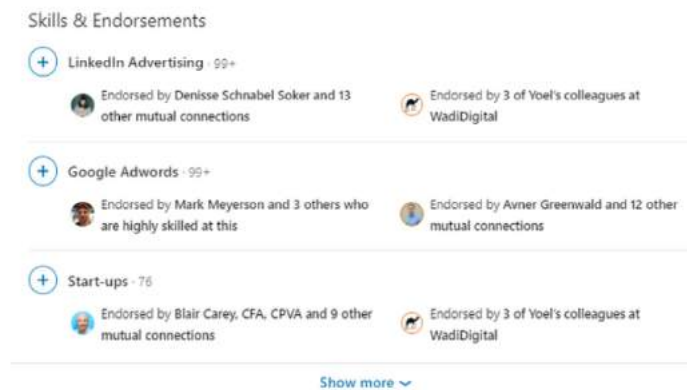 Skills & Endorsements
LinkedIn Advertising · 99+
Endorsed by Denisse Schnabel Soker and 13
other mutual connections
Endorsed by 3 of Yoel's colleagues at
WadiDigital
Google Adwords · 99+
Endorsed by Mark Meyerson and 3 others who
are highly skilled at this
Endorsed by Avner Greenwald and 12 other
mutual connections
Start-ups · 76
Endorsed by Blair Carey, CFA, CPVA and 9 other
mutual connections
Endorsed by 3 of Yoel's colleagues at
WadiDigital
Show more